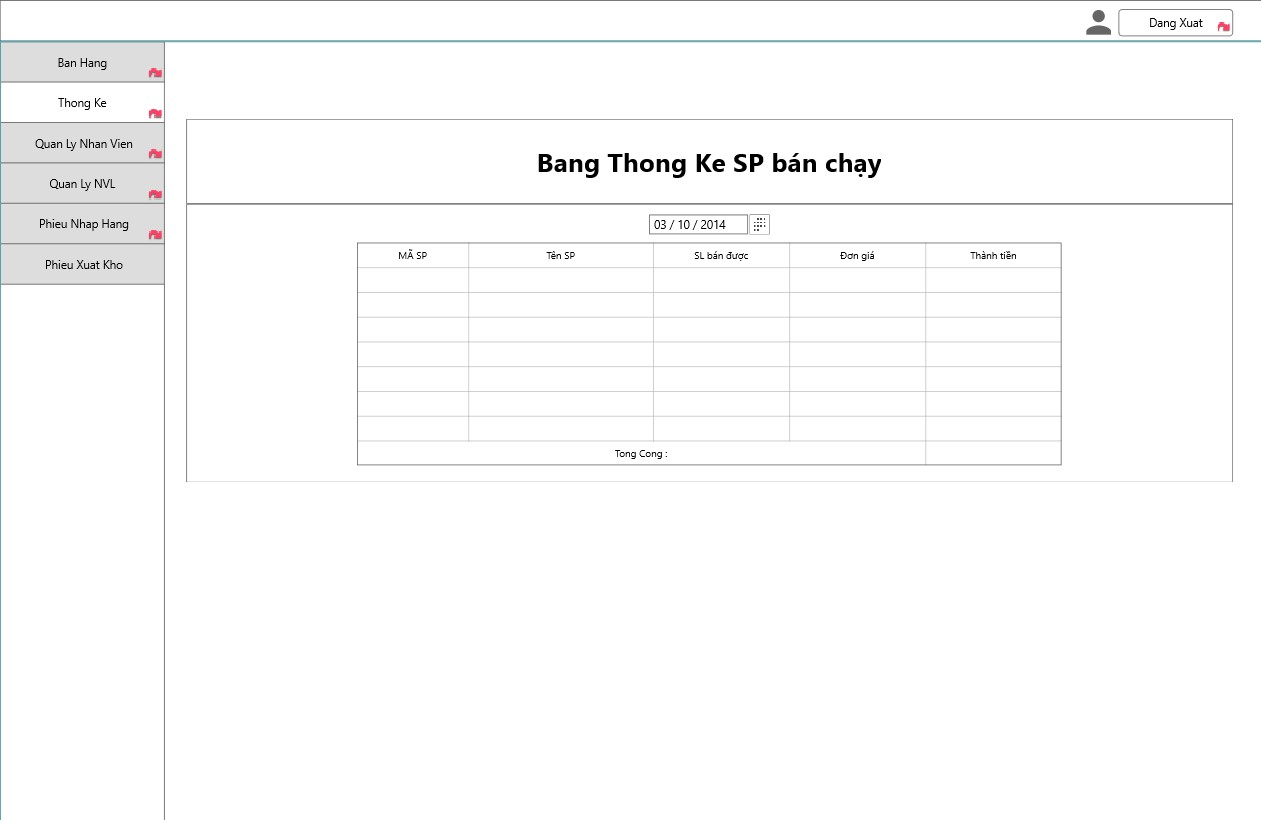 Dang Xuat
Ban Hang
Thong Ke
Quan Ly Nhan Vien
Quan Ly NVL
Phieu Nhap Hang
Phieu Xuat Kho
Bang Thong Ke SP bán chạy
03 / 10 / 2014
MÃ SP Tên SP SL bán được Đơn giá Thành tiền
Tong Cong :